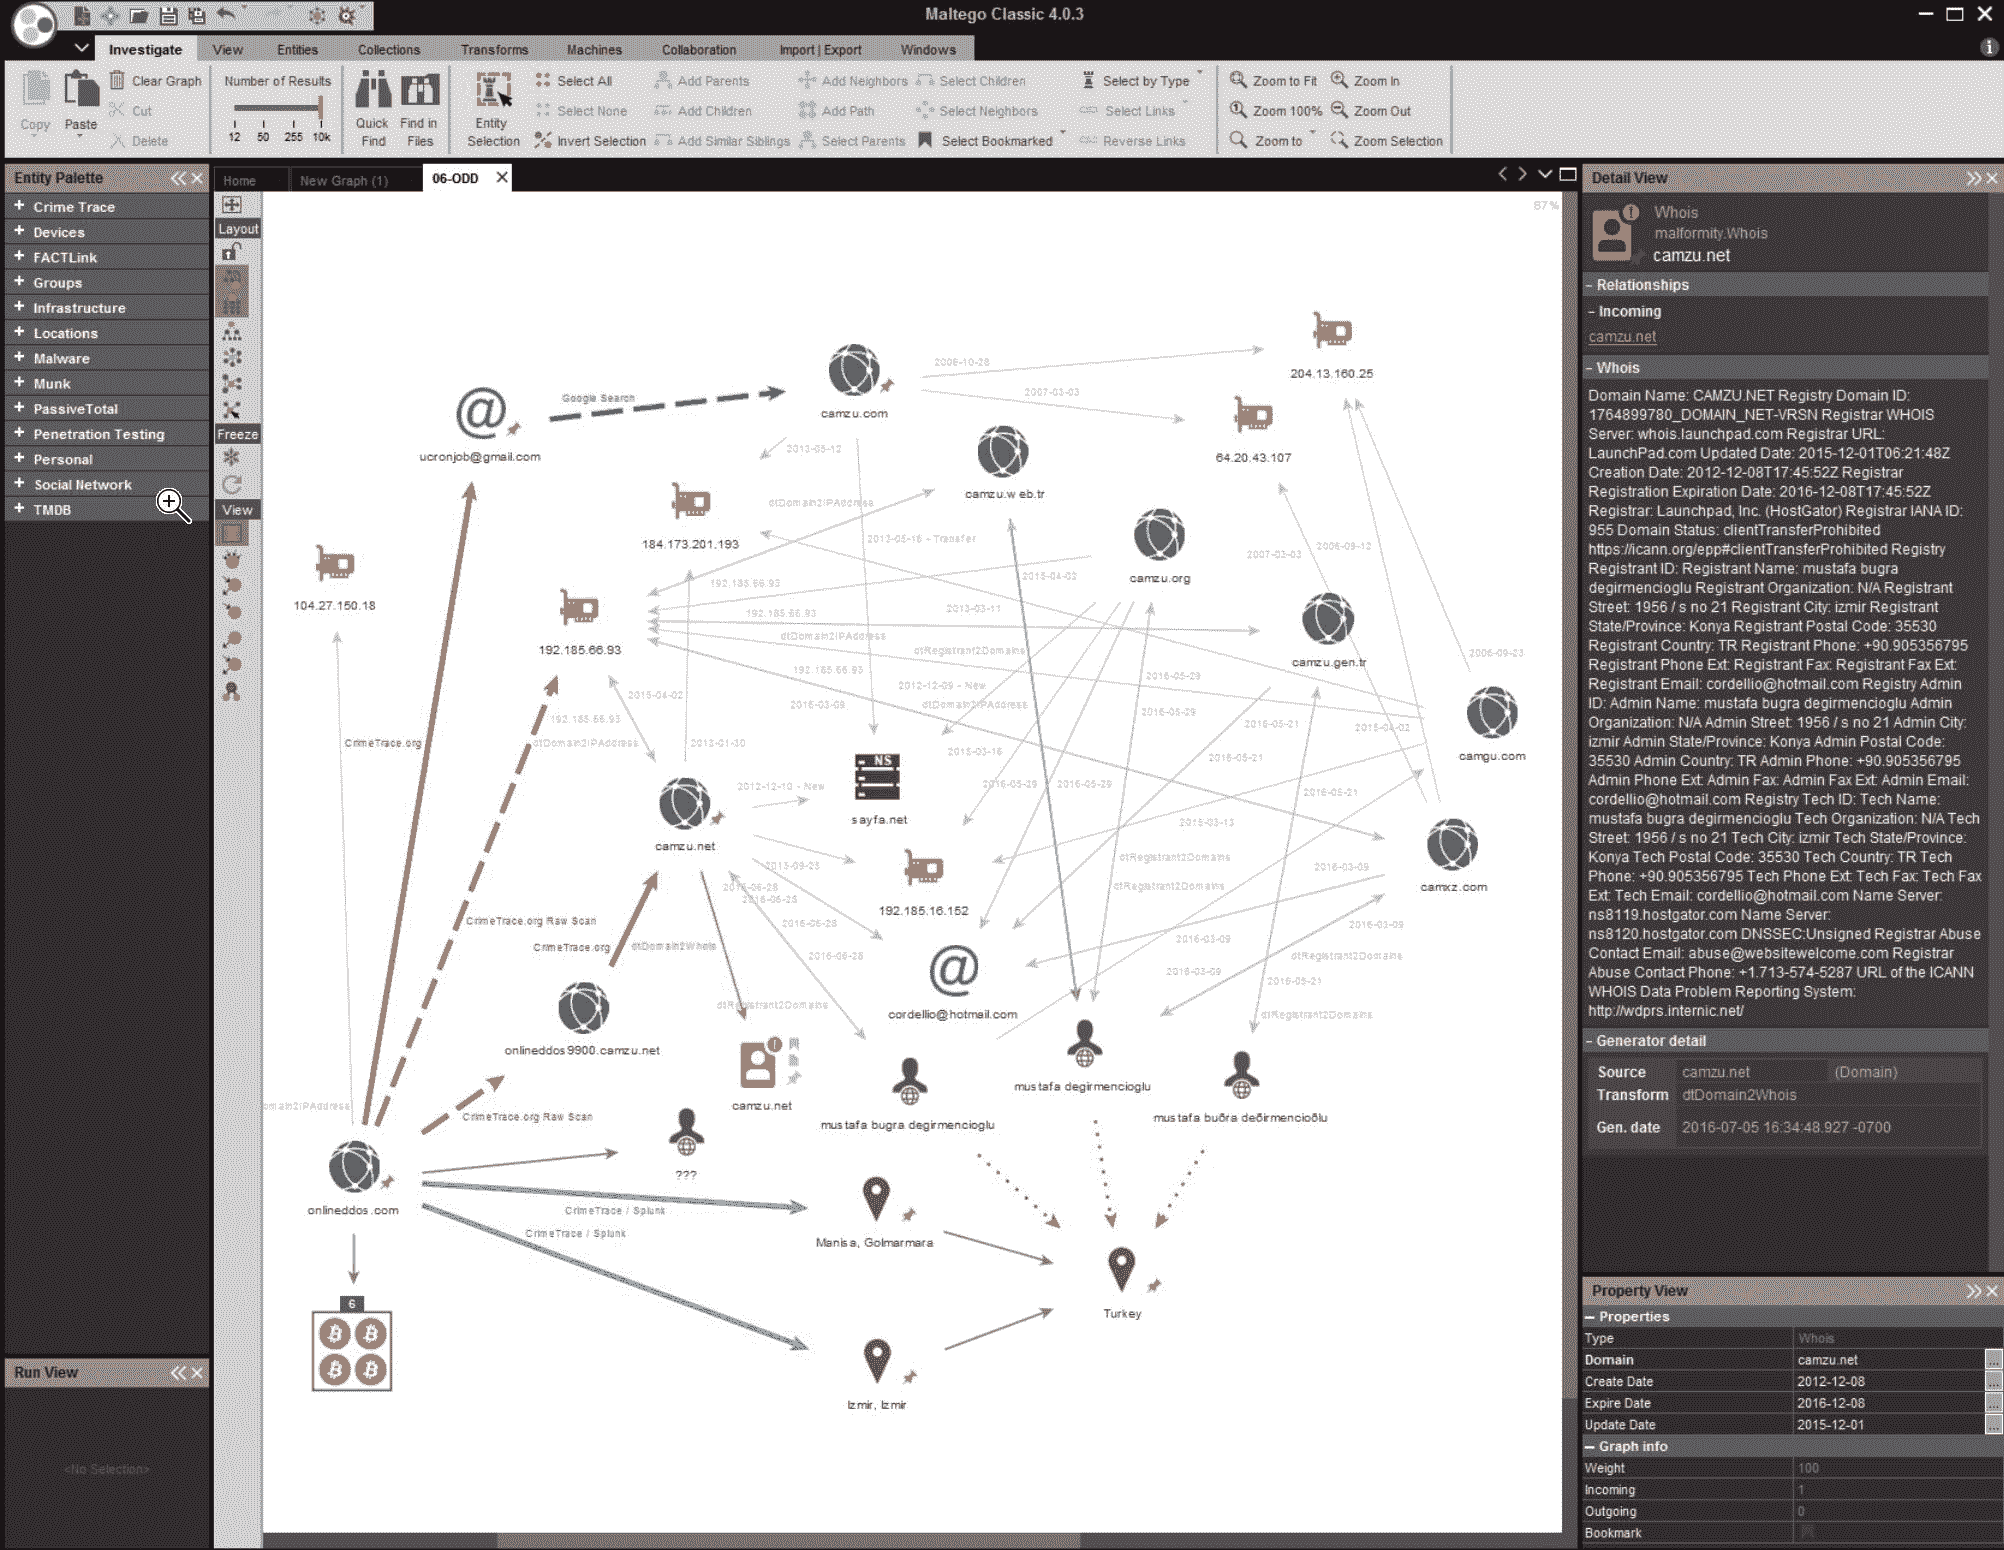 Maltego Classic 4.0.3
Investigate View Entities Collections Transforms Machines Collaboration Import | Export Windows
Copy Paste Clear Graph Cut Delete
Number of Results
12 50 255 10k
Quick Find Find in Files
Entity Selection
Select All Select None Invert Selection
Add Parents Add Children Add Similar Siblings
Add Neighbors Add Path Select Parents
Select Children Select Neighbors Select Bookmarked
Select by Type Select Links Reverse Links
Zoom to Fit Zoom 100% Zoom to
Zoom In Zoom Out Zoom Selection
Entity Palette
Crime Trace
Devices
FACTLink
Groups
Infrastructure
Locations
Malware
Munk
PassiveTotal
Penetration Testing
Personal
Social Network
TMDB
Run View
<No Selection>
Home New Graph (1) 06-ODD
Layout
Freeze
View
87%
204.13.160.25
2006-10-28
camzu.com
Google Search
2007-03-03
64.20.43.107
ucronjob@gmail.com
2013-05-12
camzu.web.tr
dtDomain2IPAddress
184.173.201.193
2013-05-16 - Transfer
2007-03-03
2006-09-12
camzu.org
192.185.66.93
2015-04-02
104.27.150.18
192.185.66.93
2013-03-11
dtDomain2IPAddress
192.185.66.93
dtRegistrant2Domains
camzu.gen.tr
2006-09-23
192.185.66.93
2016-05-29
2012-12-09 - New
2015-04-02
2016-03-09
dtDomain2IPAddress
2016-05-29
192.185.66.93
2016-05-21
2015-04-02
CrimeTrace.org
dtDomain2IPAddress
2013-01-30
2015-03-16
2016-05-21
camgu.com
NS
2012-12-10 - New
2016-05-29
2016-05-29
2016-05-21
sayfa.net
2015-03-13
camzu.net
2013-09-25
dtRegistrant2Domains
2016-03-09
2016-06-28
dtRegistrant2Domains
camxz.com
192.185.16.152
CrimeTrace.org Raw Scan
2016-06-28
2016-03-09
CrimeTrace.org
dtDomain2Whois
2016-03-09
2016-06-28
dtRegistrant2Domains
2016-03-09
2016-05-21
dtRegistrant2Domains
cordellio@hotmail.com
dtRegistrant2Domains
onlineddos9900.camzu.net
mustafa degirmencioglu
camzu.net
omain2IPAddress
CrimeTrace.org Raw Scan
mustafa bugra degirmencioglu
mustafa buðra deðirmencioðlu
???
onlineddos.com
CrimeTrace / Splunk
CrimeTrace / Splunk
Manisa, Golmarmara
6
Turkey
Izmir, Izmir
Detail View
Whois
malformity.Whois
camzu.net
Relationships
Incoming
camzu.net
Whois
Domain Name: CAMZU.NET Registry Domain ID:
1764899780_DOMAIN_NET-VRSN Registrar WHOIS
Server: whois.launchpad.com Registrar URL:
LaunchPad.com Updated Date: 2015-12-01T06:21:48Z
Creation Date: 2012-12-08T17:45:52Z Registrar
Registration Expiration Date: 2016-12-08T17:45:52Z
Registrar: Launchpad, Inc. (HostGator) Registrar IANA ID:
955 Domain Status: clientTransferProhibited
https://icann.org/epp#clientTransferProhibited Registry
Registrant ID: Registrant Name: mustafa bugra
degirmencioglu Registrant Organization: N/A Registrant
Street: 1956 / s no 21 Registrant City: izmir Registrant
State/Province: Konya Registrant Postal Code: 35530
Registrant Country: TR Registrant Phone: +90.905356795
Registrant Phone Ext: Registrant Fax: Registrant Fax Ext:
Registrant Email: cordellio@hotmail.com Registry Admin
ID: Admin Name: mustafa bugra degirmencioglu Admin
Organization: N/A Admin Street: 1956 / s no 21 Admin City:
izmir Admin State/Province: Konya Admin Postal Code:
35530 Admin Country: TR Admin Phone: +90.905356795
Admin Phone Ext: Admin Fax: Admin Fax Ext: Admin Email:
cordellio@hotmail.com Registry Tech ID: Tech Name:
mustafa bugra degirmencioglu Tech Organization: N/A Tech
Street: 1956 / s no 21 Tech City: izmir Tech State/Province:
Konya Tech Postal Code: 35530 Tech Country: TR Tech
Phone: +90.905356795 Tech Phone Ext: Tech Fax: Tech Fax
Ext: Tech Email: cordellio@hotmail.com Name Server:
ns8119.hostgator.com Name Server:
ns8120.hostgator.com DNSSEC:Unsigned Registrar Abuse
Contact Email: abuse@websitewelcome.com Registrar
Abuse Contact Phone: +1.713-574-5287 URL of the ICANN
WHOIS Data Problem Reporting System:
http://wdprs.internic.net/
Generator detail
Source camzu.net (Domain)
Transform dtDomain2Whois
Gen. date 2016-07-05 16:34:48.927 -0700
Property View
Properties
Type Whois
Domain camzu.net
Create Date 2012-12-08
Expire Date 2016-12-08
Update Date 2015-12-01
Graph info
Weight 100
Incoming 1
Outgoing 0
Bookmark